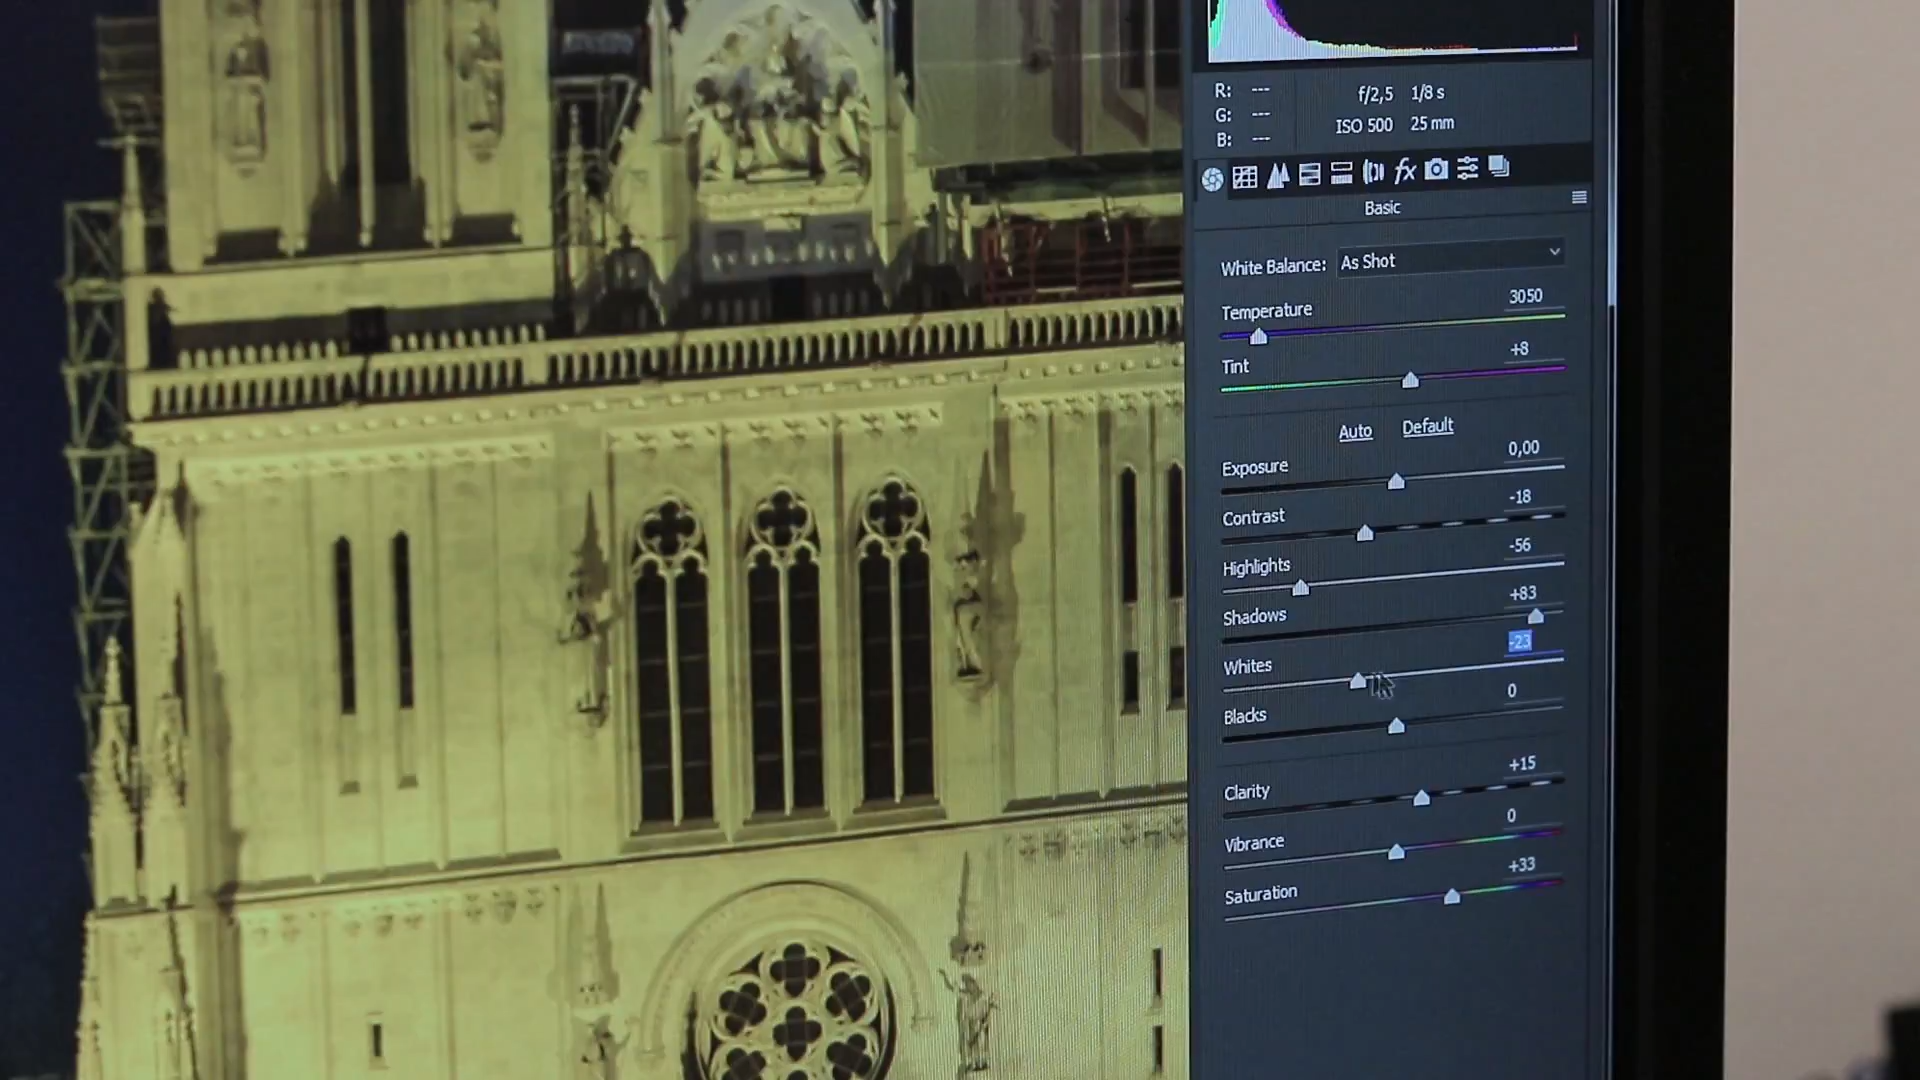 R: --- f/2,5 1/8 s
G: ---
ISO 500 25 mm
B: ---
fx
Basic
White Balance: As Shot
Temperature 3050
Tint +8
Auto Default
Exposure 0,00
Contrast -18
Highlights -56
Shadows +83
Whites -23
Blacks 0
Clarity +15
Vibrance 0
Saturation +33